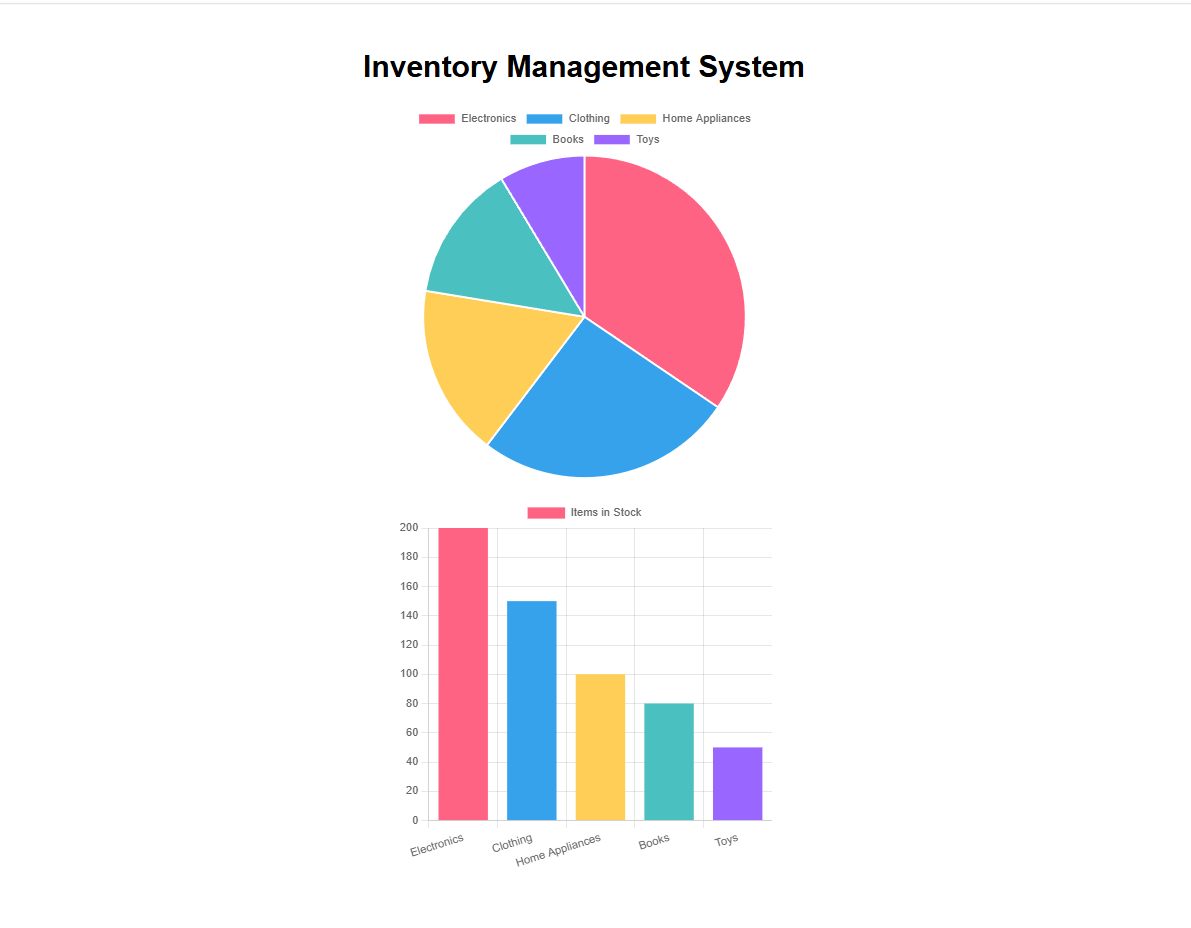 Inventory Management System
Electronics Clothing Home Appliances
Books Toys
Items in Stock
200
180
160
140
120
100
80
60
40
20
0
Electronics Clothing Home Appliances Books Toys